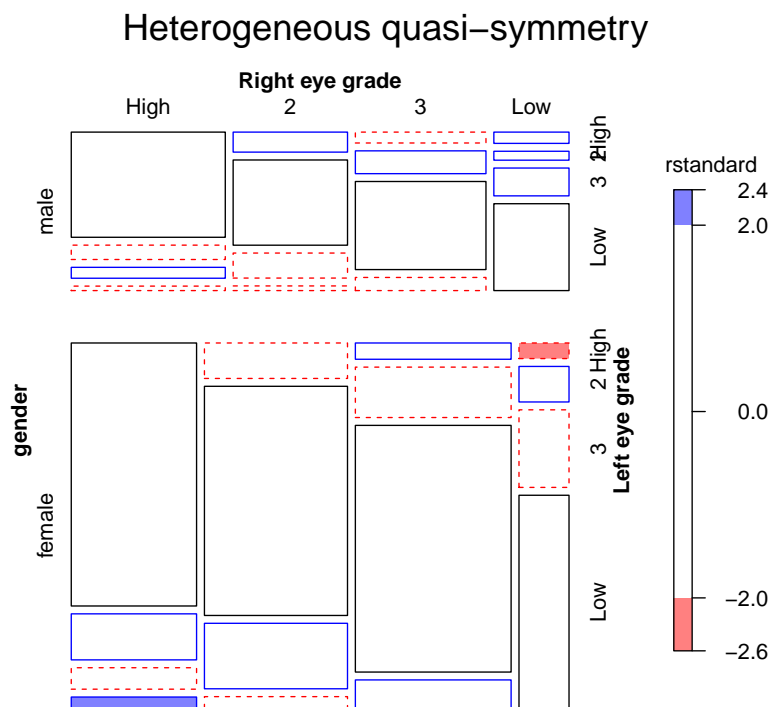 Heterogeneous quasi−symmetry
Right eye grade
High 2 3 Low
male
female
gender
High
2
3
Low
High
2
3
Low
Left eye grade
rstandard
2.4
2.0
0.0
−2.0
−2.6